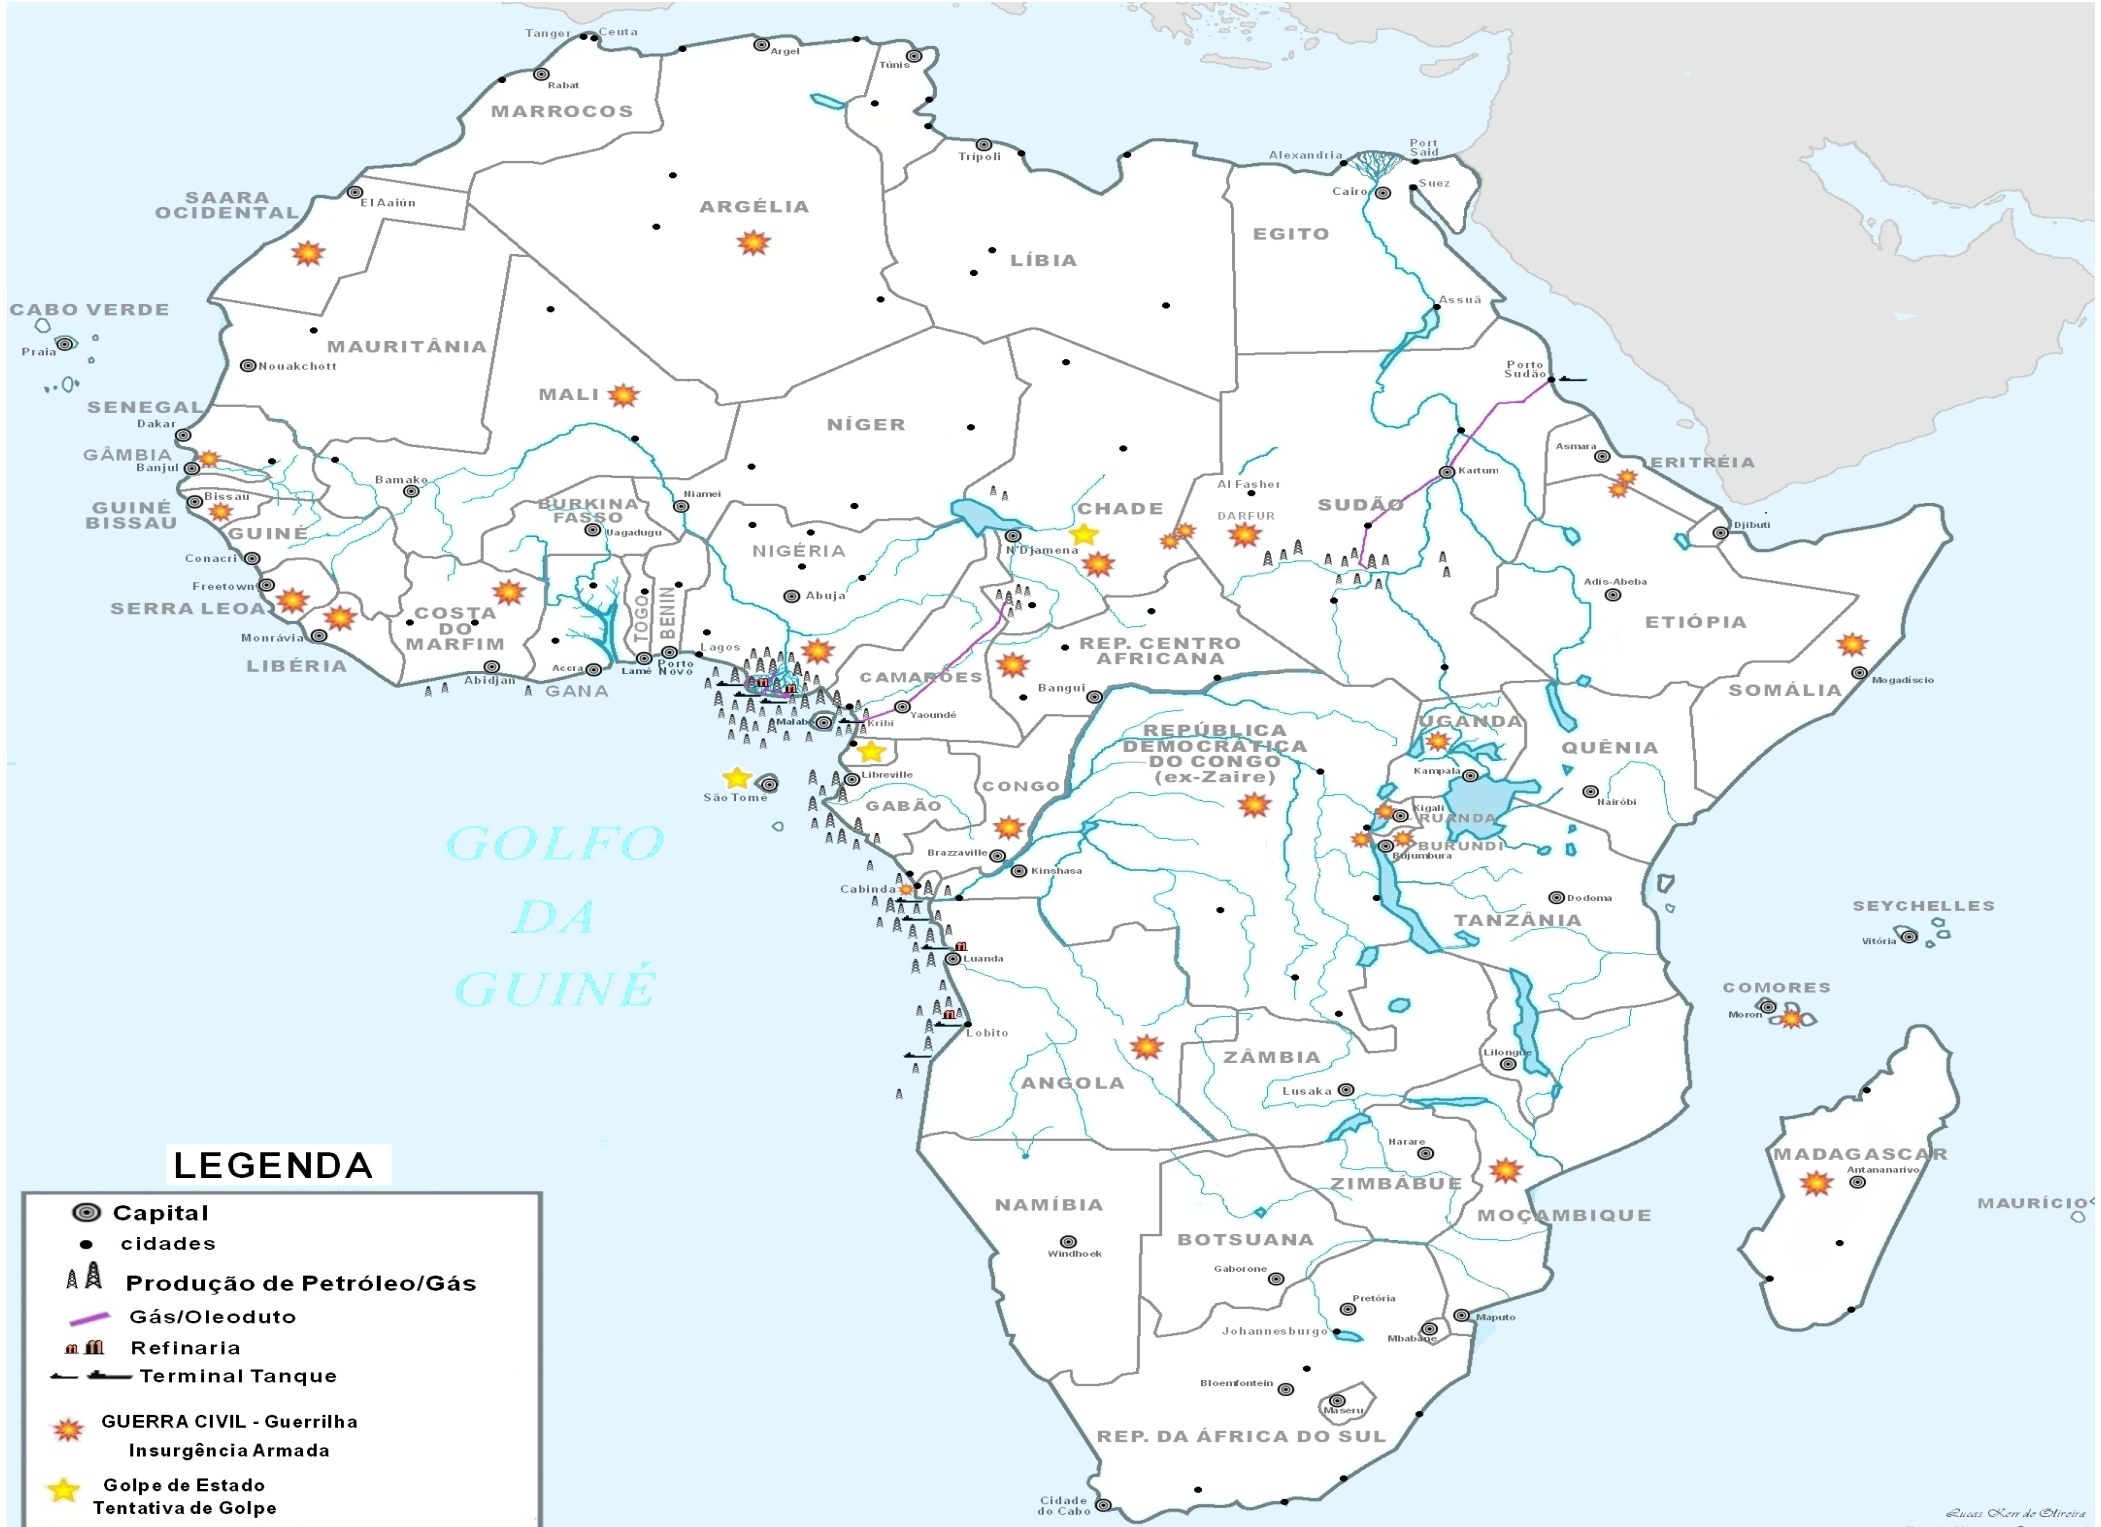 Tanger
Ceuta
Argel
Túnis
Rabat
MARROCOS
Trípoli
Alexandria
Port
Said
Cairo
Suez
SAARA
OCIDENTAL
El Aaiún
ARGÉLIA
LÍBIA
EGITO
Assuã
CABO VERDE
Praia
MAURITÂNIA
Nouakchott
MALI
NÍGER
Porto
Sudão
SENEGAL
Dakar
GÂMBIA
Banjul
Bamako
Niamei
CHADE
Al Fasher
DARFUR
SUDÃO
Kartum
Asmara
ERITRÉIA
GUINÉ
BISSAU
Bissau
GUINÉ
BURKINA
FASSO
Uagadugu
NIGÉRIA
N'Djamena
Djibuti
Conacri
Freetown
SERRA LEOA
Monrávia
LIBÉRIA
COSTA
DO
MARFIM
Abidjan
TOGO
BENIN
Abuja
Adis-Abeba
ETIÓPIA
Accra
GANA
Lamé
Porto
Novo
Lagos
CAMARÕES
REP. CENTRO
AFRICANA
Bangui
SOMÁLIA
Mogadíscio
Malabo
Kribi
Yaoundé
REPÚBLICA
DEMOCRÁTICA
DO CONGO
(ex-Zaire)
UGANDA
Kampala
QUÊNIA
Nairóbi
São Tomé
Libreville
GABÃO
CONGO
Kigali
RUANDA
BURUNDI
Bujumbura
Brazzaville
Kinshasa
Cabinda
Dodoma
TANZÂNIA
SEYCHELLES
Vitória
GOLFO
DA
GUINÉ
Luanda
COMORES
Moron
Lobito
ANGOLA
ZÂMBIA
Lusaka
Lilongue
Harare
ZIMBÁBUE
MOÇAMBIQUE
MADAGASCAR
Antananarivo
MAURÍCIO
NAMÍBIA
Windhoek
BOTSUANA
Gaborone
Pretória
Johannesburgo
Mbabane
Maputo
Bloemfontein
Maseru
REP. DA ÁFRICA DO SUL
Cidade
do Cabo
LEGENDA
Capital
cidades
Produção de Petróleo/Gás
Gás/Oleoduto
Refinaria
Terminal Tanque
GUERRA CIVIL - Guerrilha
Insurgência Armada
Golpe de Estado
Tentativa de Golpe
Lucas Kerr de Oliveira